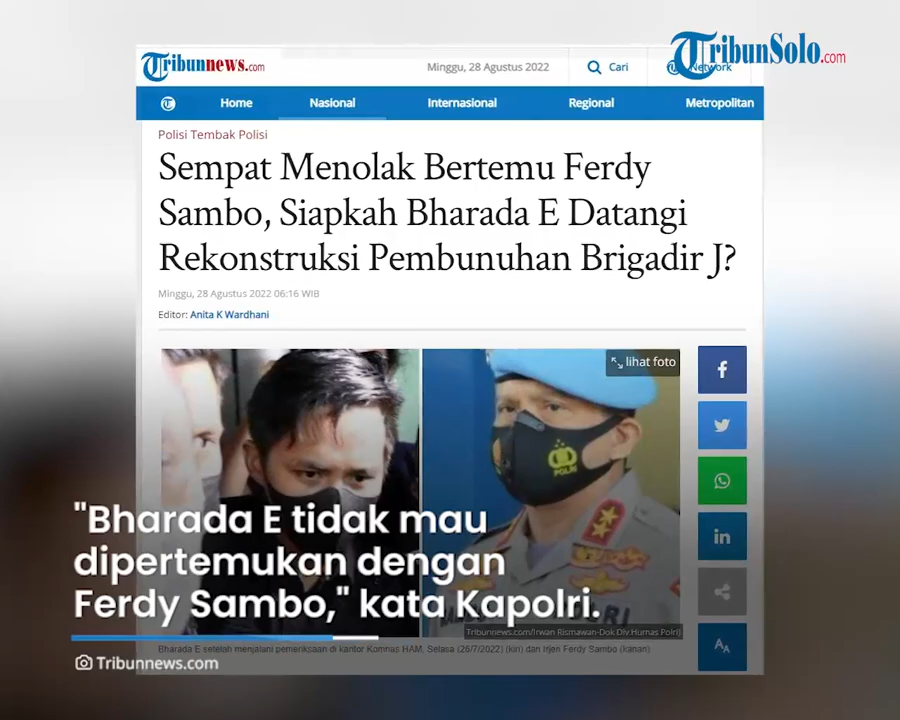 Tribunnews.com
Minggu, 28 Agustus 2022
Cari
Network
TribunSolo.com
Home Nasional Internasional Regional Metropolitan
Polisi Tembak Polisi
Sempat Menolak Bertemu Ferdy
Sambo, Siapkah Bharada E Datangi
Rekonstruksi Pembunuhan Brigadir J?
Minggu, 28 Agustus 2022 06:16 WIB
Editor: Anita K Wardhani
lihat foto
POLRI
"Bharada E tidak mau
dipertemukan dengan
Ferdy Sambo," kata Kapolri.
Tribunnews.com/Irwan Rismawan-Dok Div.Humas Polri)
Bharada E setelah menjalani pemeriksaan di kantor Komnas HAM, Selasa (26/7/2022) (kiri) dan Irjen Ferdy Sambo (kanan)
Tribunnews.com